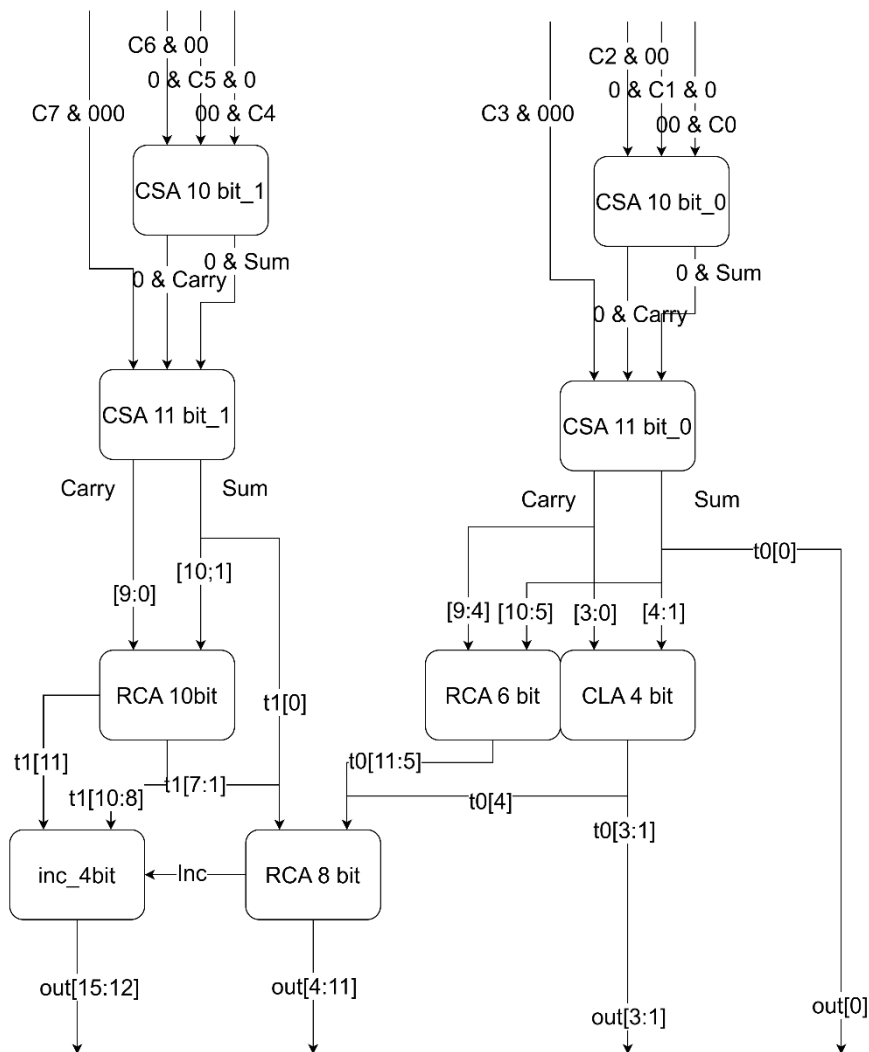 C6 & 00
C2 & 00
0 & C5 & 0
0 & C1 & 0
C7 & 000
00 & C4
C3 & 000
00 & C0
CSA 10 bit_1
CSA 10 bit_0
0 & Sum
0 & Carry
0 & Sum
0 & Carry
CSA 11 bit_1
CSA 11 bit_0
Carry
Sum
Carry
Sum
t0[0]
[10;1]
[9:0]
[9:4]
[10:5]
[3:0]
[4:1]
RCA 10bit
RCA 6 bit
CLA 4 bit
t1[0]
t1[11]
t0[11:5]
t1[7:1]
t1[10:8]
t0[4]
t0[3:1]
inc_4bit
Inc
RCA 8 bit
out[15:12]
out[4:11]
out[3:1]
out[0]